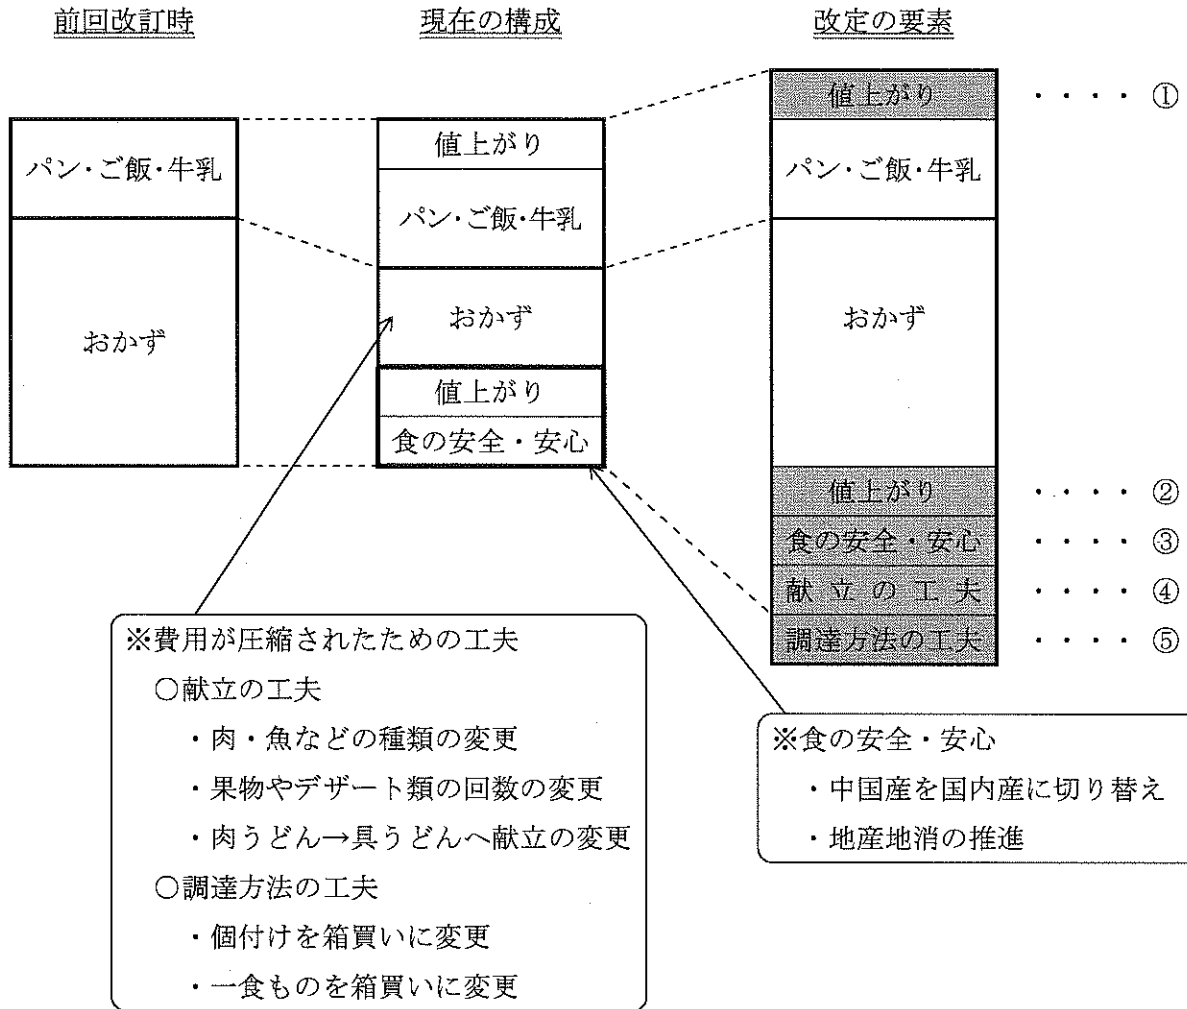 前回改訂時
現在の構成
改定の要素
パン・ご飯・牛乳
おかず
値上がり
パン・ご飯・牛乳
おかず
値上がり
食の安全・安心
値上がり
・・・・ ①
パン・ご飯・牛乳
おかず
値上がり
・・・・ ②
食の安全・安心
・・・・ ③
献立の工夫
・・・・ ④
調達方法の工夫
・・・・ ⑤
※費用が圧縮されたための工夫
○献立の工夫
・肉・魚などの種類の変更
・果物やデザート類の回数の変更
・肉うどん→具うどんへ献立の変更
○調達方法の工夫
・個付けを箱買いに変更
・一食ものを箱買いに変更
※食の安全・安心
・中国産を国内産に切り替え
・地産地消の推進